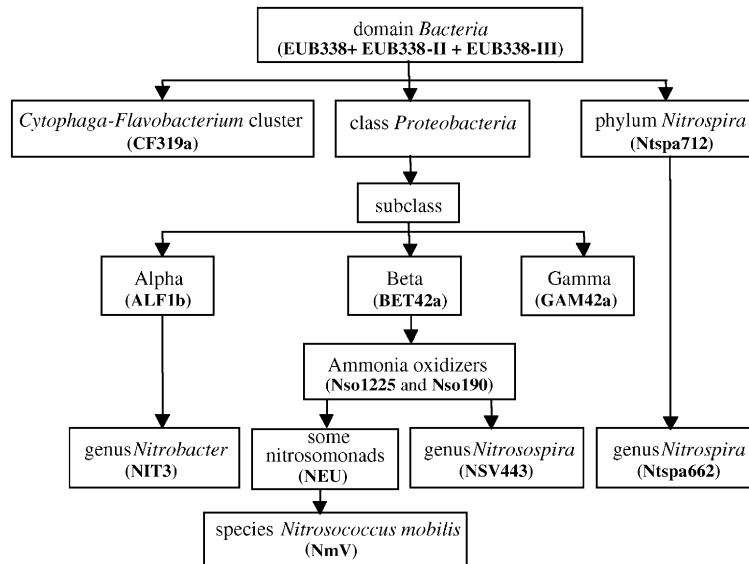 domain Bacteria
(EUB338+ EUB338-II + EUB338-III)
Cytophaga-Flavobacterium cluster
(CF319a)
class Proteobacteria
phylum Nitrospira
(Ntspa712)
subclass
Alpha
(ALF1b)
Beta
(BET42a)
Gamma
(GAM42a)
Ammonia oxidizers
(Nso1225 and Nso190)
genus Nitrobacter
(NIT3)
some
nitrosomonads
(NEU)
genus Nitrosospira
(NSV443)
genus Nitrospira
(Ntspa662)
species Nitrosococcus mobilis
(NmV)